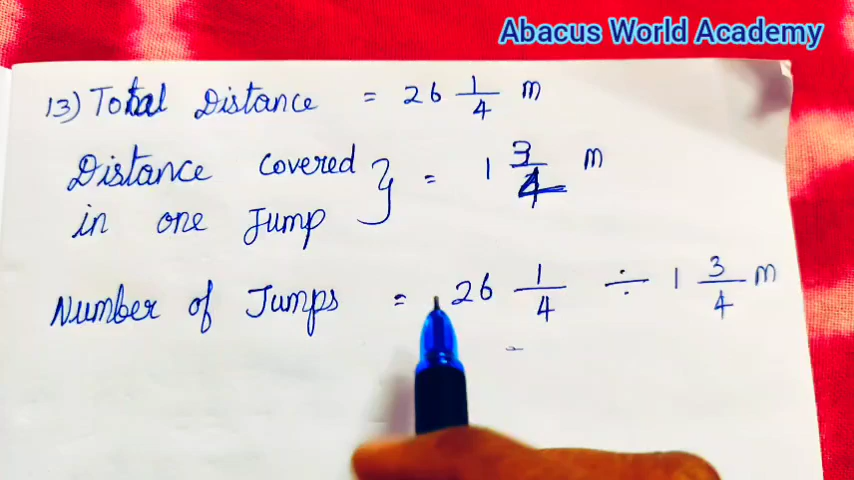 Abacus World Academy
13) Total Distance = 26 1/4 m
Distance covered } = 1 3/4 m
in one Jump
Number of Jumps = 26 1/4 ÷ 1 3/4 m
=